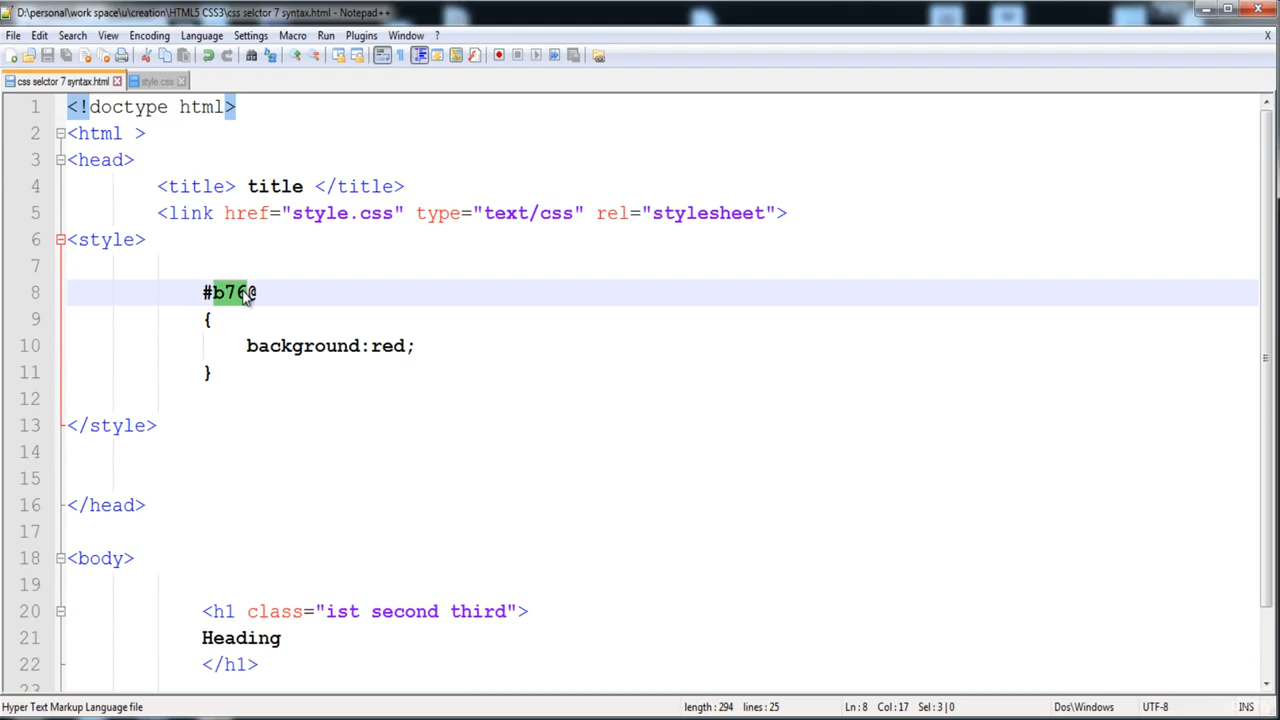 D:\personal\work space\u\creation\HTML5 CSS3\css selctor 7 syntax.html - Notepad++
File Edit Search View Encoding Language Settings Macro Run Plugins Window ? X
css selctor 7 syntax.html style.css
1 <!doctype html>
2 <html >
3 <head>
4 <title> title </title>
5 <link href="style.css" type="text/css" rel="stylesheet">
6 <style>
7
8 #b76@
9 {
10 background:red;
11 }
12
13 </style>
14
15
16 </head>
17
18 <body>
19
20 <h1 class="ist second third">
21 Heading
22 </h1>
23
Hyper Text Markup Language file length : 294 lines : 25 Ln : 8 Col : 17 Sel : 3 | 0 Dos\Windows UTF-8 INS